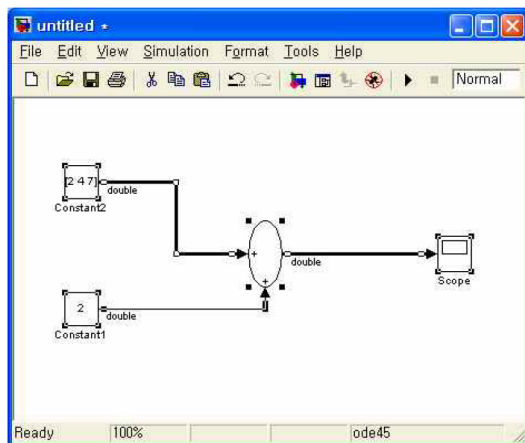 untitled *
File Edit View Simulation Format Tools Help
Normal
[2 4 7]
double
Constant2
+
+
double
Scope
2
double
Constant1
Ready 100% ode45